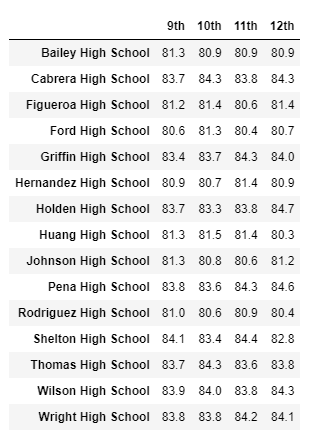 9th 10th 11th 12th
Bailey High School 81.3 80.9 80.9 80.9
Cabrera High School 83.7 84.3 83.8 84.3
Figueroa High School 81.2 81.4 80.6 81.4
Ford High School 80.6 81.3 80.4 80.7
Griffin High School 83.4 83.7 84.3 84.0
Hernandez High School 80.9 80.7 81.4 80.9
Holden High School 83.7 83.3 83.8 84.7
Huang High School 81.3 81.5 81.4 80.3
Johnson High School 81.3 80.8 80.6 81.2
Pena High School 83.8 83.6 84.3 84.6
Rodriguez High School 81.0 80.6 80.9 80.4
Shelton High School 84.1 83.4 84.4 82.8
Thomas High School 83.7 84.3 83.6 83.8
Wilson High School 83.9 84.0 83.8 84.3
Wright High School 83.8 83.8 84.2 84.1